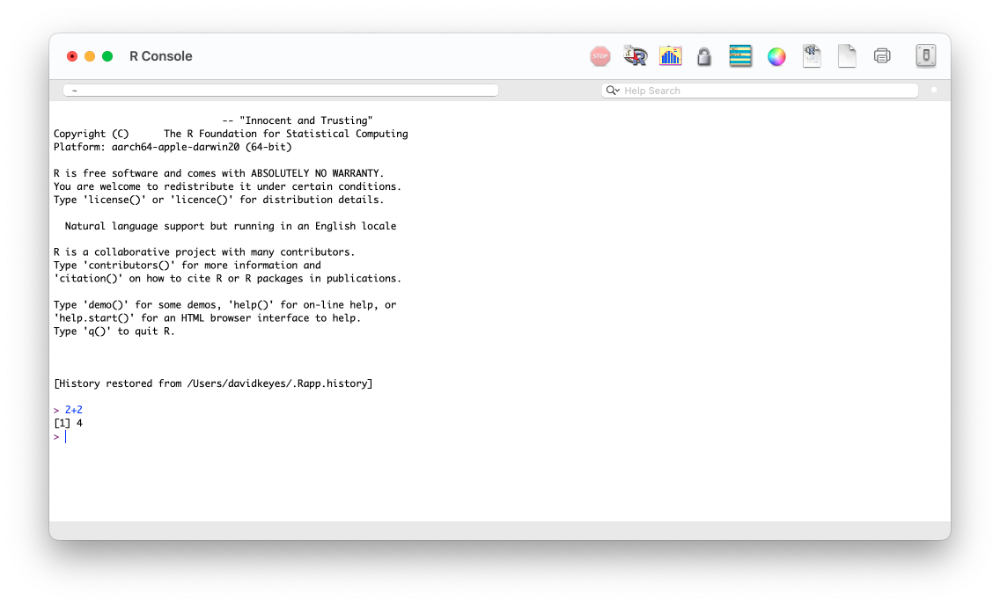 R Console
STOP
~
Help Search
-- "Innocent and Trusting"
Copyright (C)      The R Foundation for Statistical Computing
Platform: aarch64-apple-darwin20 (64-bit)
R is free software and comes with ABSOLUTELY NO WARRANTY.
You are welcome to redistribute it under certain conditions.
Type 'license()' or 'licence()' for distribution details.
Natural language support but running in an English locale
R is a collaborative project with many contributors.
Type 'contributors()' for more information and
'citation()' on how to cite R or R packages in publications.
Type 'demo()' for some demos, 'help()' for on-line help, or
'help.start()' for an HTML browser interface to help.
Type 'q()' to quit R.
[History restored from /Users/davidkeyes/.Rapp.history]
> 2+2
[1] 4
>